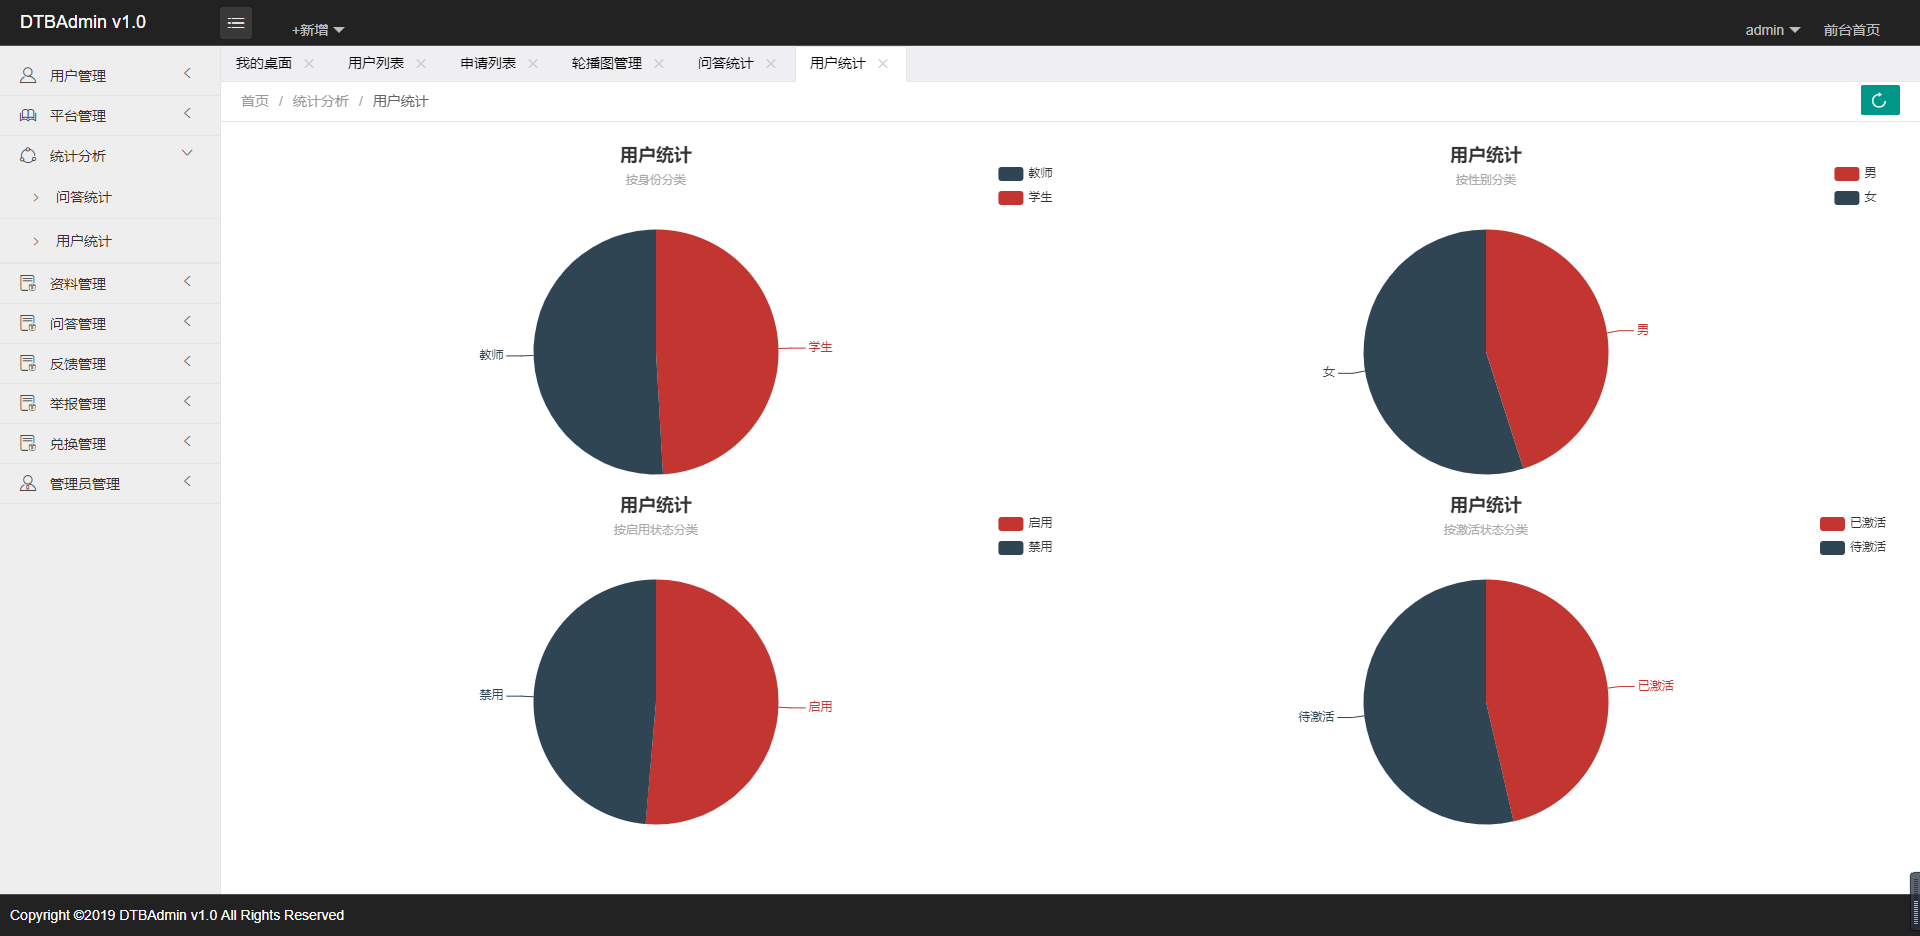 DTBAdmin v1.0
+新增
admin
前台首页
用户管理
平台管理
统计分析
问答统计
用户统计
资料管理
问答管理
反馈管理
举报管理
兑换管理
管理员管理
我的桌面
用户列表
申请列表
轮播图管理
问答统计
用户统计
首页 / 统计分析 / 用户统计
用户统计
按身份分类
教师
学生
教师
学生
用户统计
按性别分类
男
女
男
女
用户统计
按启用状态分类
启用
禁用
禁用
启用
用户统计
按激活状态分类
已激活
待激活
已激活
待激活
Copyright ©2019 DTBAdmin v1.0 All Rights Reserved